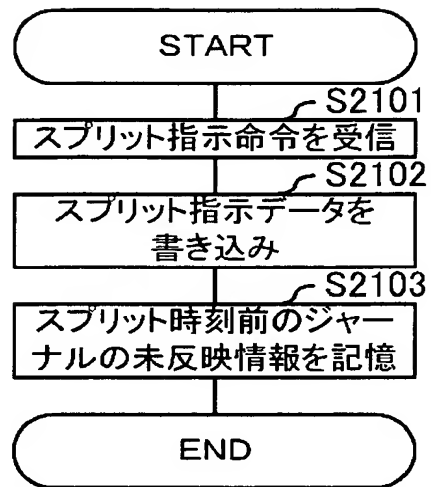 START
S2101
スプリット指示命令を受信
S2102
スプリット指示データを
書き込み
S2103
スプリット時刻前のジャー
ナルの未反映情報を記憶
END